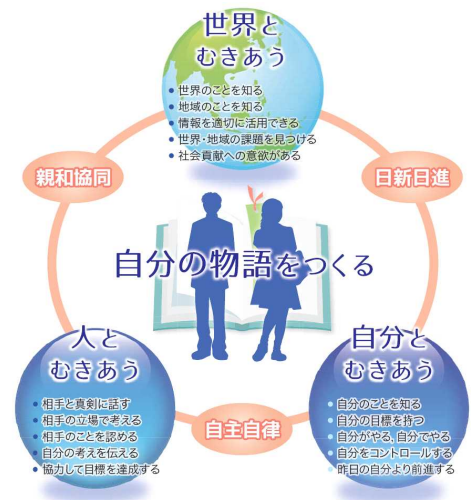 世界と
むきあう
• 世界のことを知る
• 地域のことを知る
• 情報を適切に活用できる
• 世界・地域の課題を見つける
• 社会貢献への意欲がある
親和協同
日新日進
自分の物語をつくる
人と
むきあう
• 相手と真剣に話す
• 相手の立場で考える
• 相手のことを認める
• 自分の考えを伝える
• 協力して目標を達成する
自主自律
自分と
むきあう
• 自分のことを知る
• 自分の目標を持つ
• 自分がやる、自分でやる
• 自分をコントロールする
• 昨日の自分より前進する